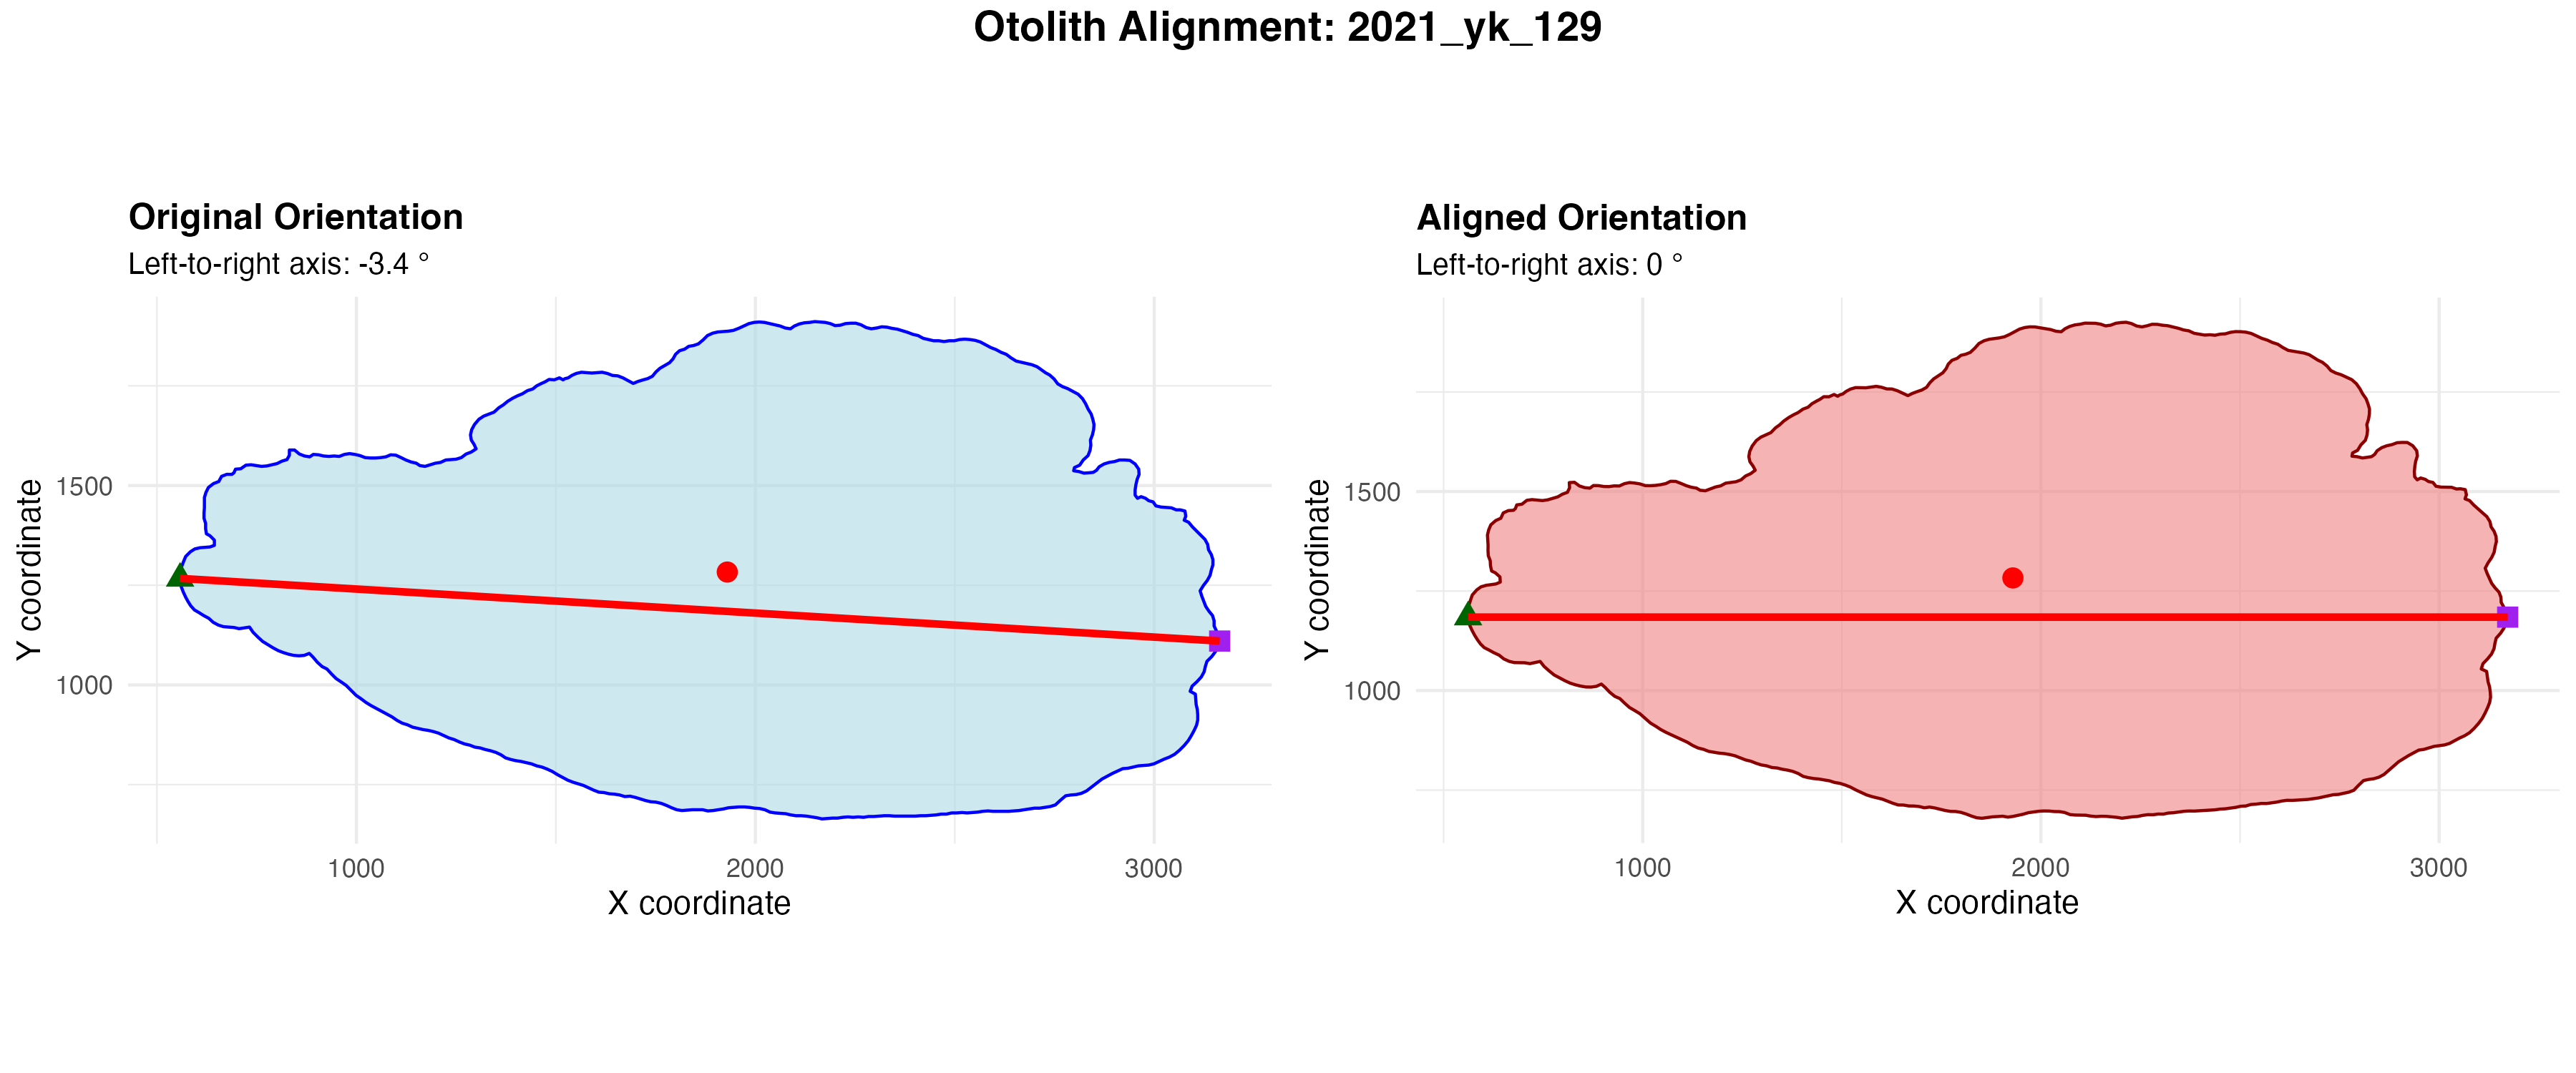 Otolith Alignment: 2021_yk_129
Original Orientation
Left-to-right axis: -3.4 °
Y coordinate
1500
1000
1000
2000
3000
X coordinate
Aligned Orientation
Left-to-right axis: 0 °
Y coordinate
1500
1000
1000
2000
3000
X coordinate